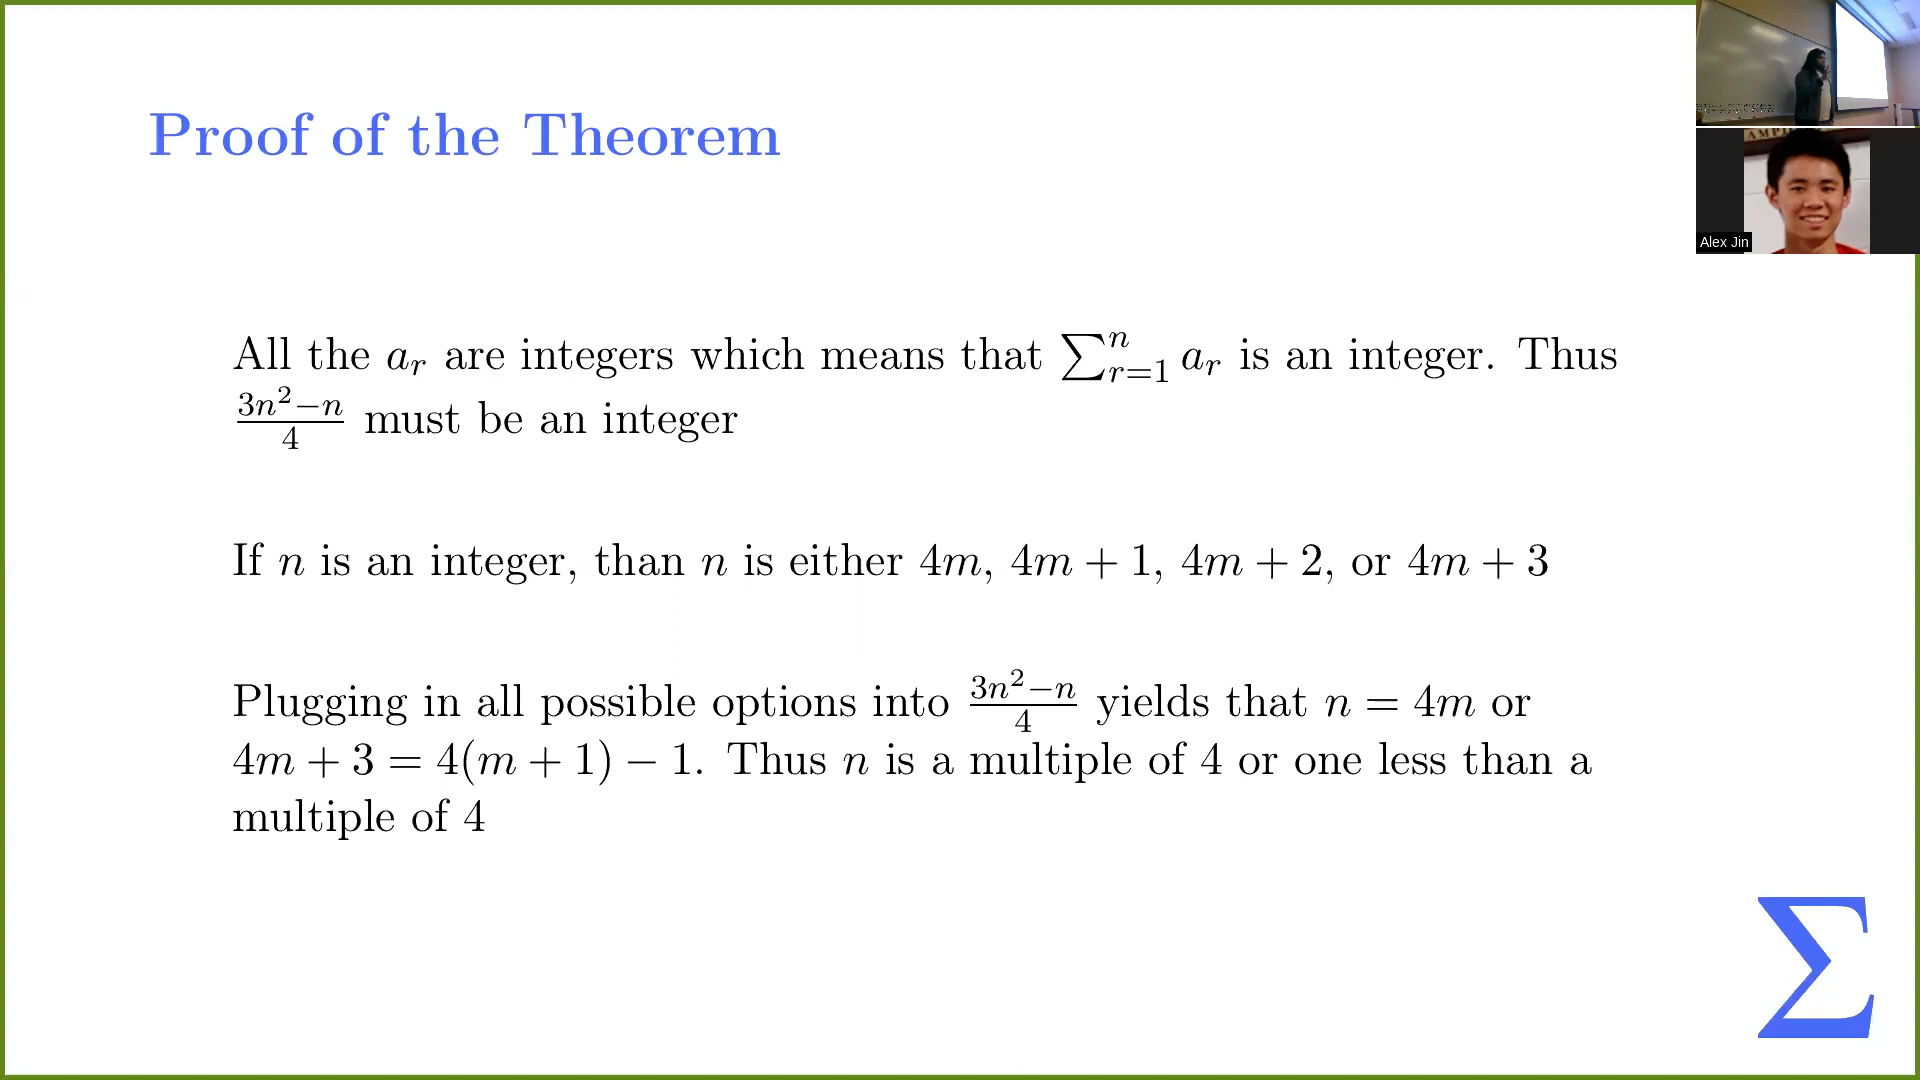 Proof of the Theorem
All the a_r are integers which means that ∑_{r=1}^{n} a_r is an integer. Thus
\frac{3n^2−n}{4} must be an integer
If n is an integer, than n is either 4m, 4m + 1, 4m + 2, or 4m + 3
Plugging in all possible options into \frac{3n^2−n}{4} yields that n = 4m or
4m + 3 = 4(m + 1) − 1. Thus n is a multiple of 4 or one less than a
multiple of 4
Σ
Alex Jin